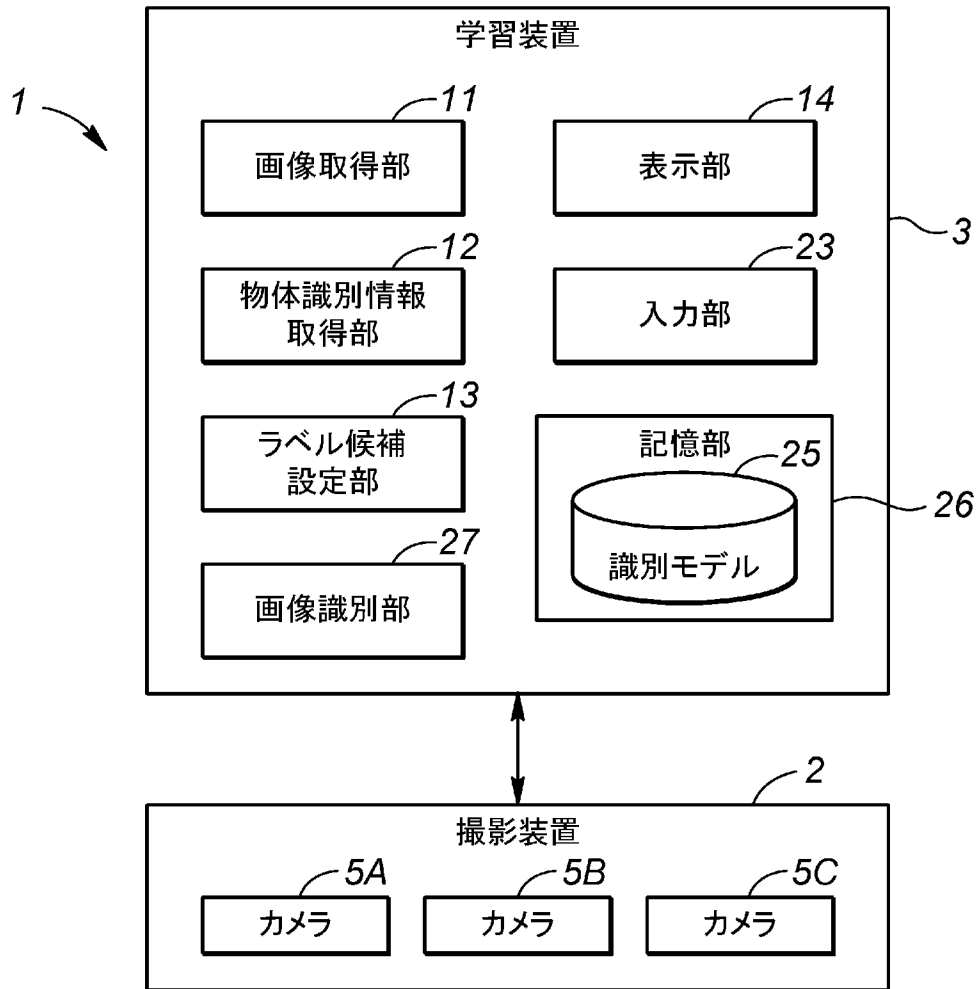 学習装置
1
11
画像取得部
14
表示部
3
12
物体識別情報
取得部
23
入力部
13
ラベル候補
設定部
記憶部
25
識別モデル
26
27
画像識別部
2
撮影装置
5A
カメラ
5B
カメラ
5C
カメラ